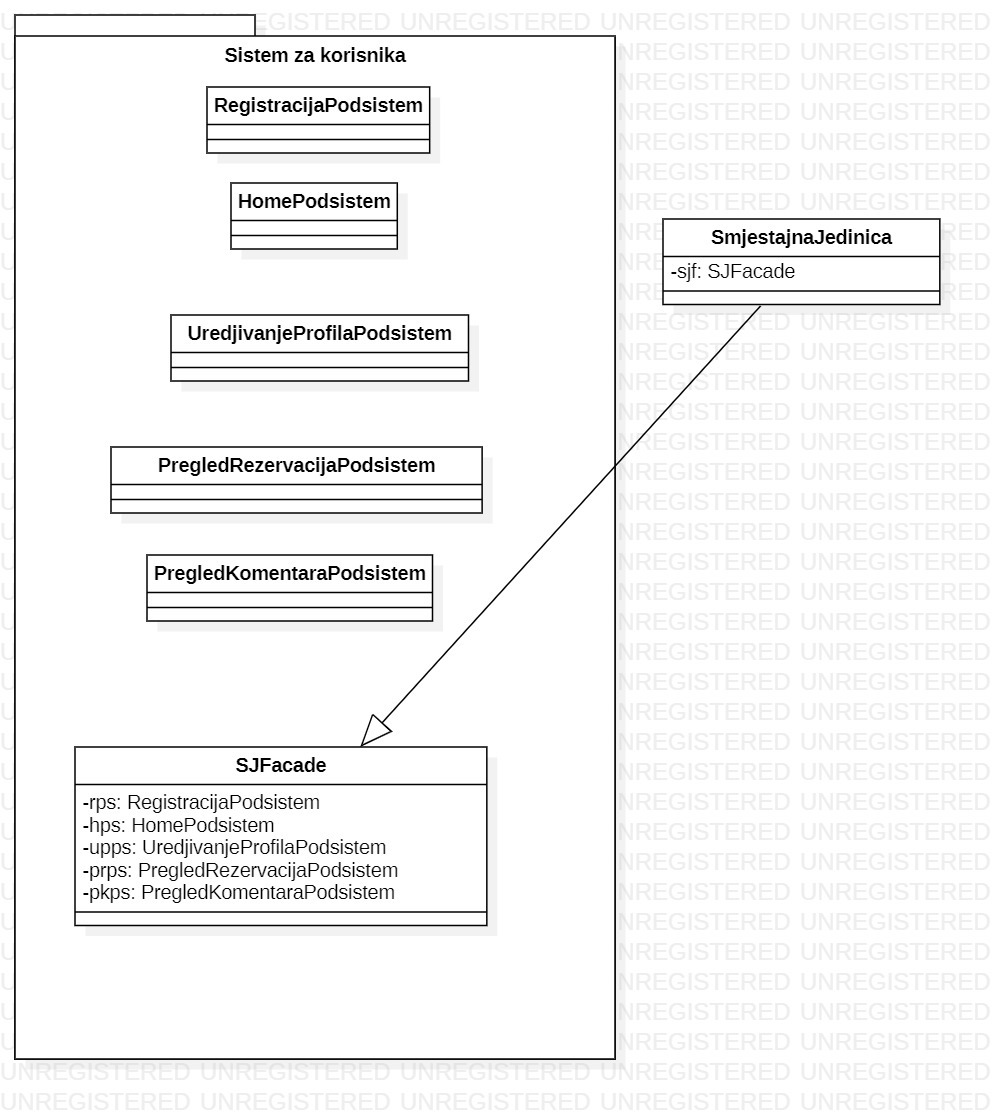 Sistem za korisnika
RegistracijaPodsistem
HomePodsistem
SmjestajnaJedinica
-sjf: SJFacade
UredjivanjeProfilaPodsistem
PregledRezervacijaPodsistem
PregledKomentaraPodsistem
SJFacade
-rps: RegistracijaPodsistem
-hps: HomePodsistem
-upps: UredjivanjeProfilaPodsistem
-prps: PregledRezervacijaPodsistem
-pkps: PregledKomentaraPodsistem
UNREGISTERED UNREGISTERED UNREGISTERED UNREGISTERED UNREGISTERED